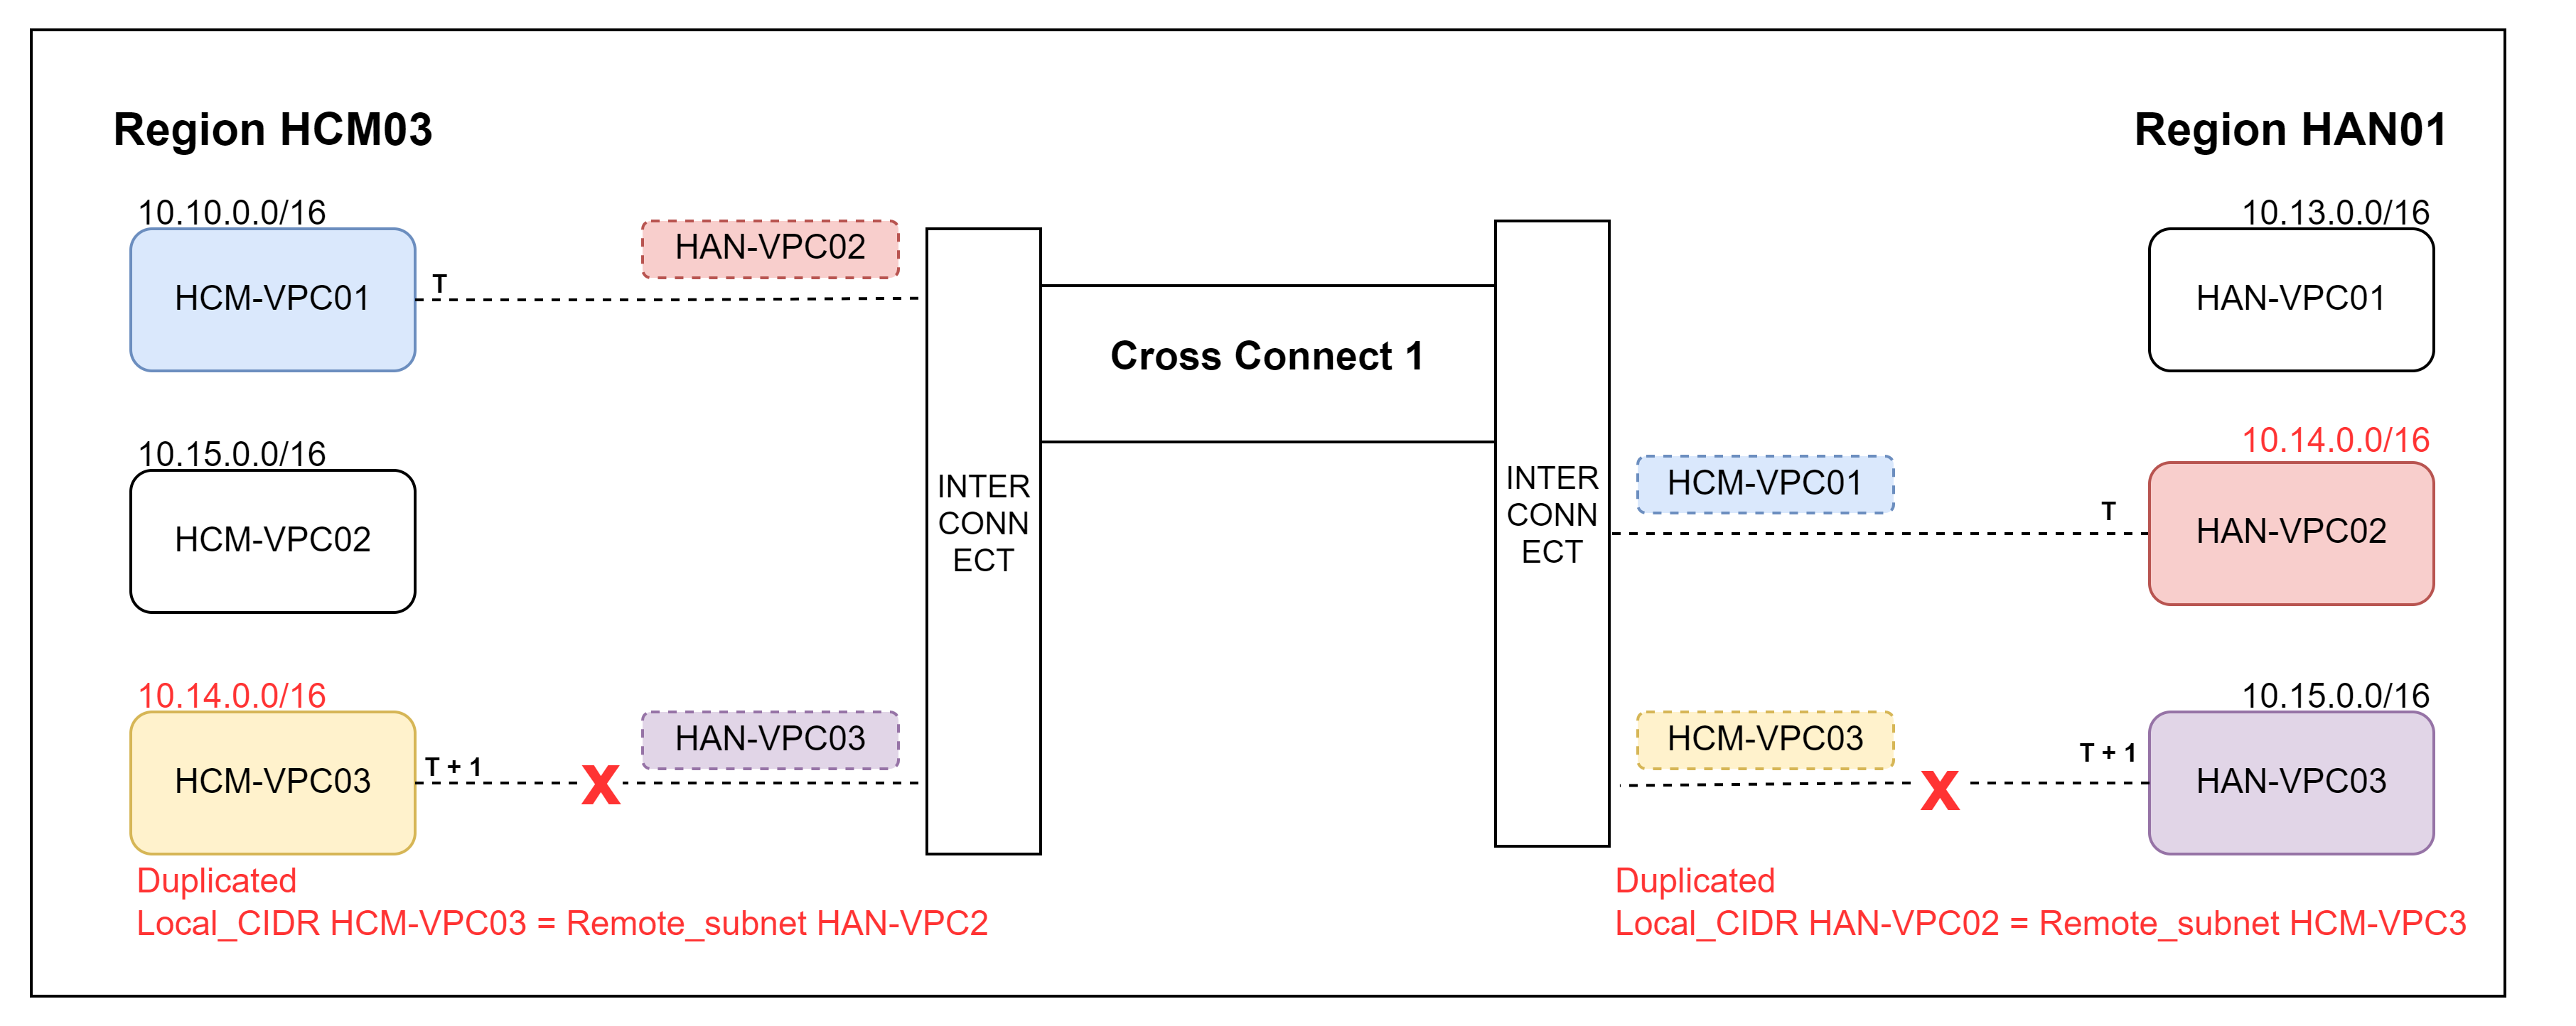 Region HCM03
Region HAN01
10.10.0.0/16
HCM-VPC01
T
HAN-VPC02
10.15.0.0/16
HCM-VPC02
10.14.0.0/16
HCM-VPC03
T + 1
X
HAN-VPC03
Duplicated
Local_CIDR HCM-VPC03 = Remote_subnet HAN-VPC2
INTER
CONN
ECT
Cross Connect 1
INTER
CONN
ECT
10.13.0.0/16
HAN-VPC01
10.14.0.0/16
HCM-VPC01
T
HAN-VPC02
10.15.0.0/16
HCM-VPC03
X
T + 1
HAN-VPC03
Duplicated
Local_CIDR HAN-VPC02 = Remote_subnet HCM-VPC3